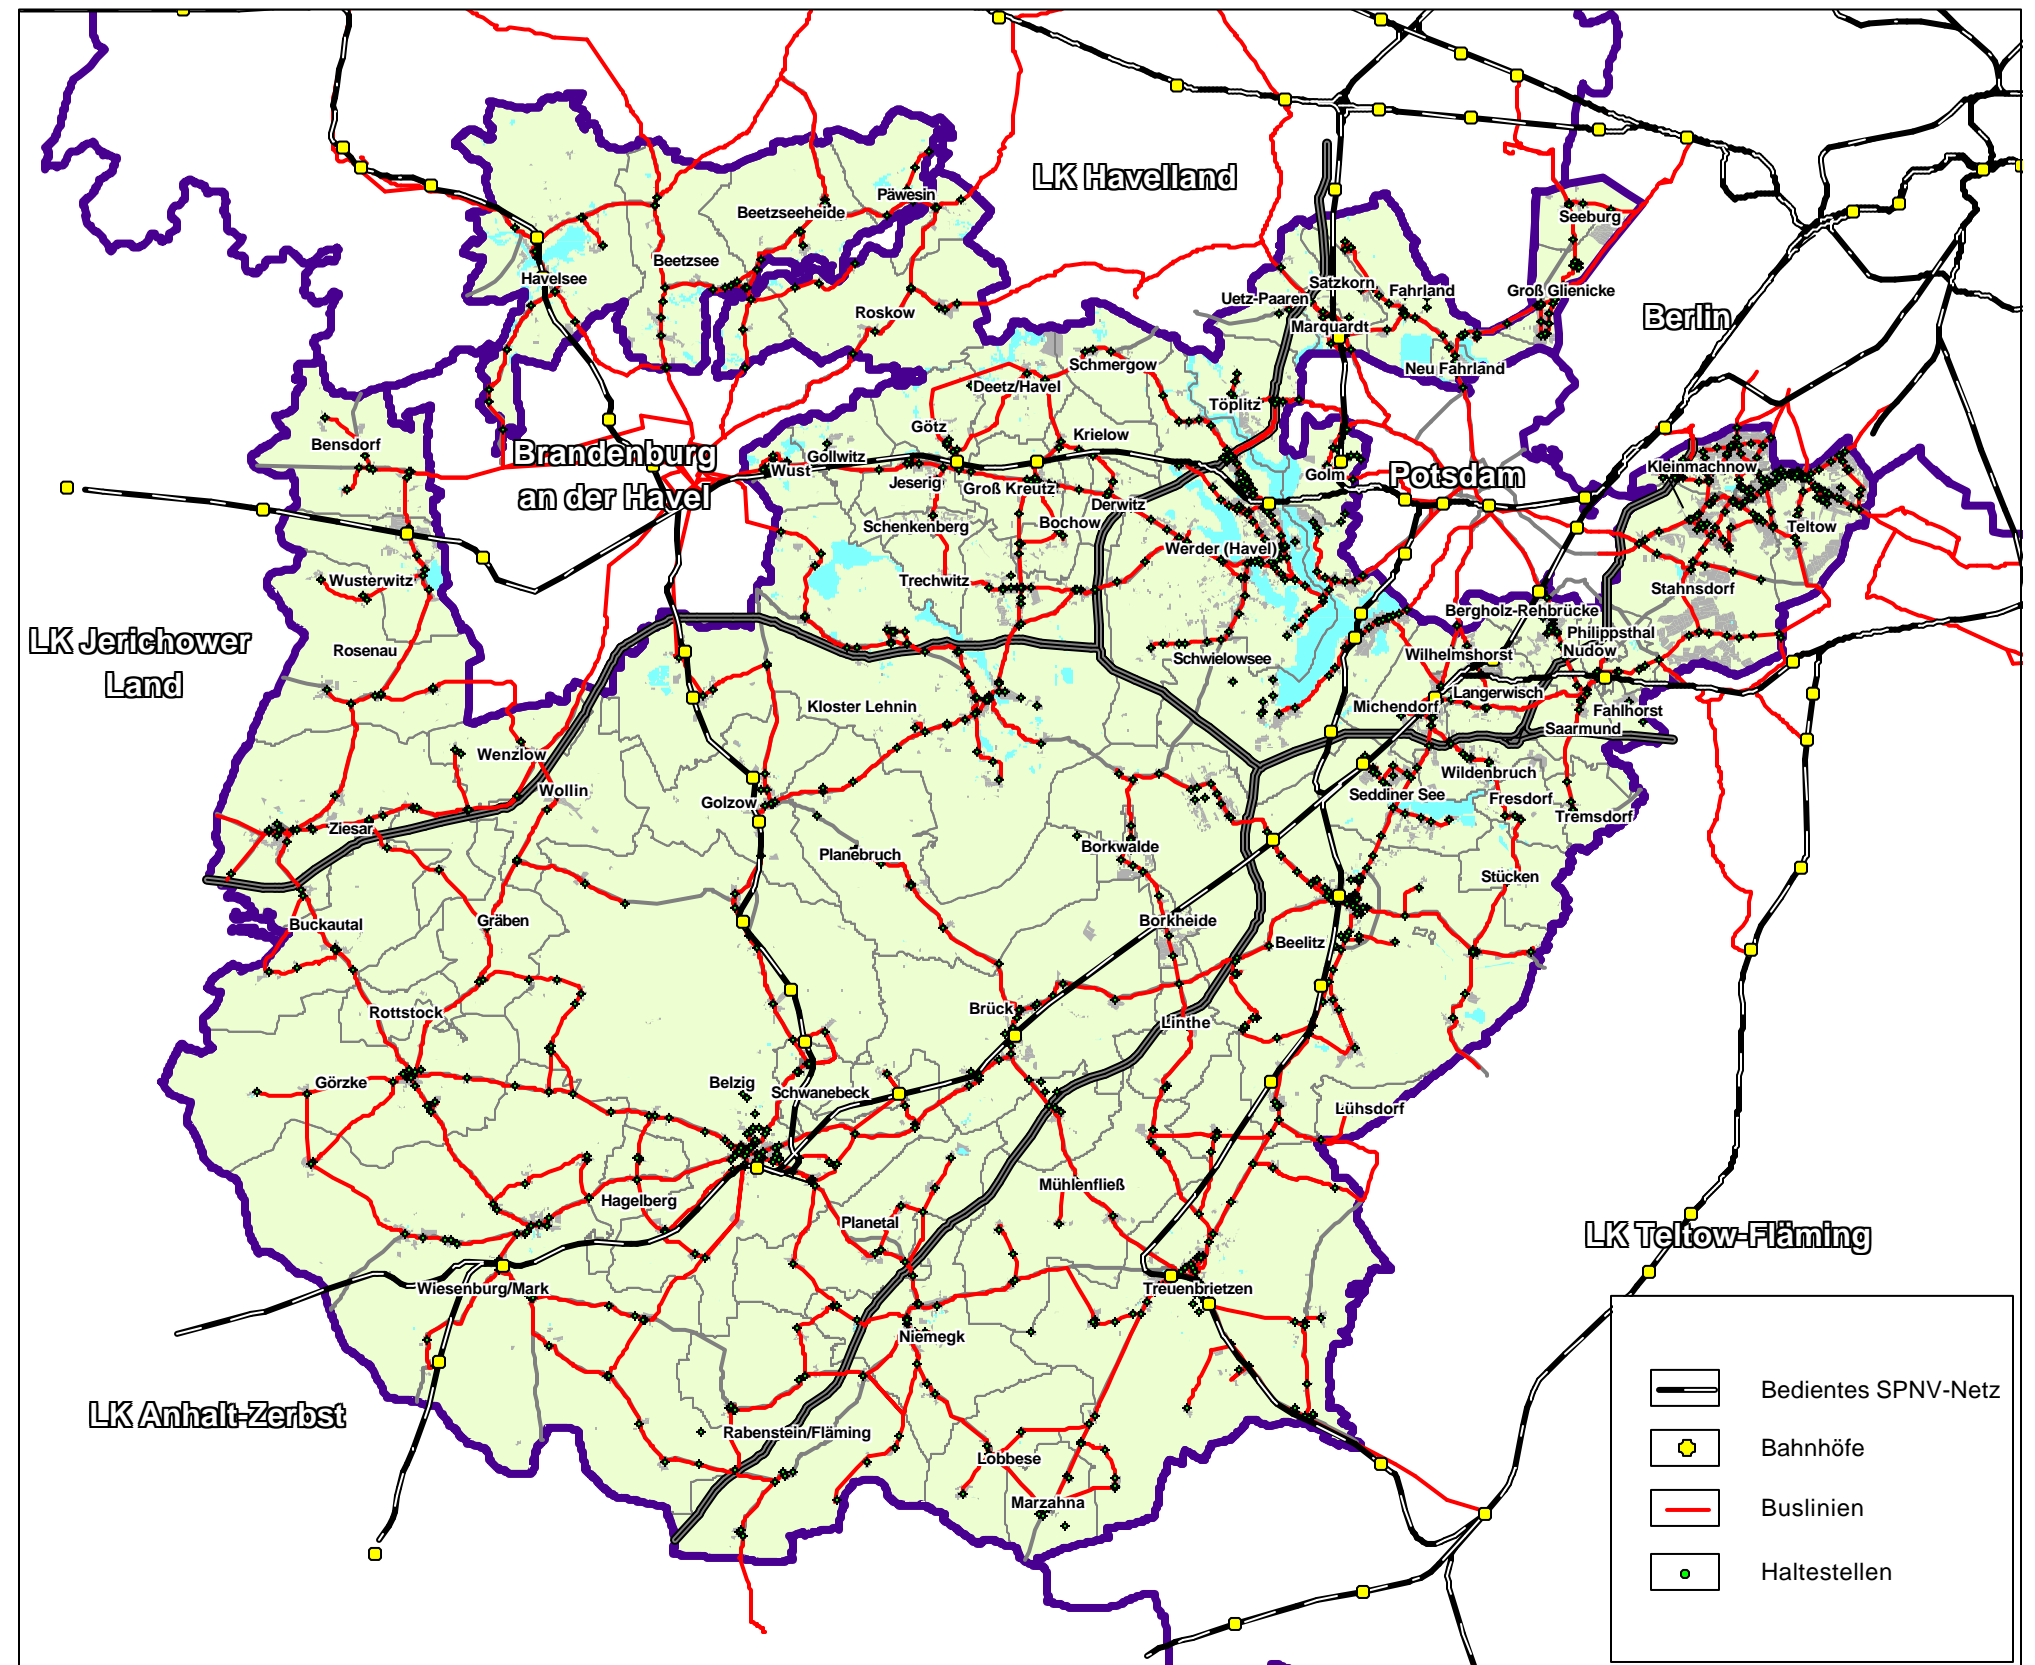 LK Havelland
Päwesin
Beetzseeheide
Seeburg
Beetzsee
Havelsee
Satzkorn
Fahrland
Groß Glienicke
Uetz-Paaren
Roskow
Marquardt
Berlin
Schmergow
Neu Fahrland
Deetz/Havel
Töplitz
Götz
Krielow
Bensdorf
Brandenburg
an der Havel
Gollwitz
Wust
Jeserig
Groß Kreutz
Golm
Potsdam
Kleinmachnow
Derwitz
Schenkenberg
Bochow
Teltow
Werder (Havel)
Wusterwitz
Trechwitz
Stahnsdorf
Bergholz-Rehbrücke
Philippsthal
LK Jerichower
Land
Rosenau
Schwielowsee
Wilhelmshorst
Nudow
Langerwisch
Kloster Lehnin
Michendorf
Fahlhorst
Saarmund
Wenzlow
Wildenbruch
Wollin
Golzow
Seddiner See
Fresdorf
Tremsdorf
Ziesar
Planebruch
Borkwalde
Stücken
Buckautal
Gräben
Borkheide
Beelitz
Rottstock
Brück
Linthe
Görzke
Belzig
Schwanebeck
Lühsdorf
Hagelberg
Mühlenfließ
Planetal
LK Teltow-Fläming
Wiesenburg/Mark
Treuenbrietzen
Niemegk
LK Anhalt-Zerbst
Rabenstein/Fläming
Lobbese
Marzahna
Bedientes SPNV-Netz
Bahnhöfe
Buslinien
Haltestellen